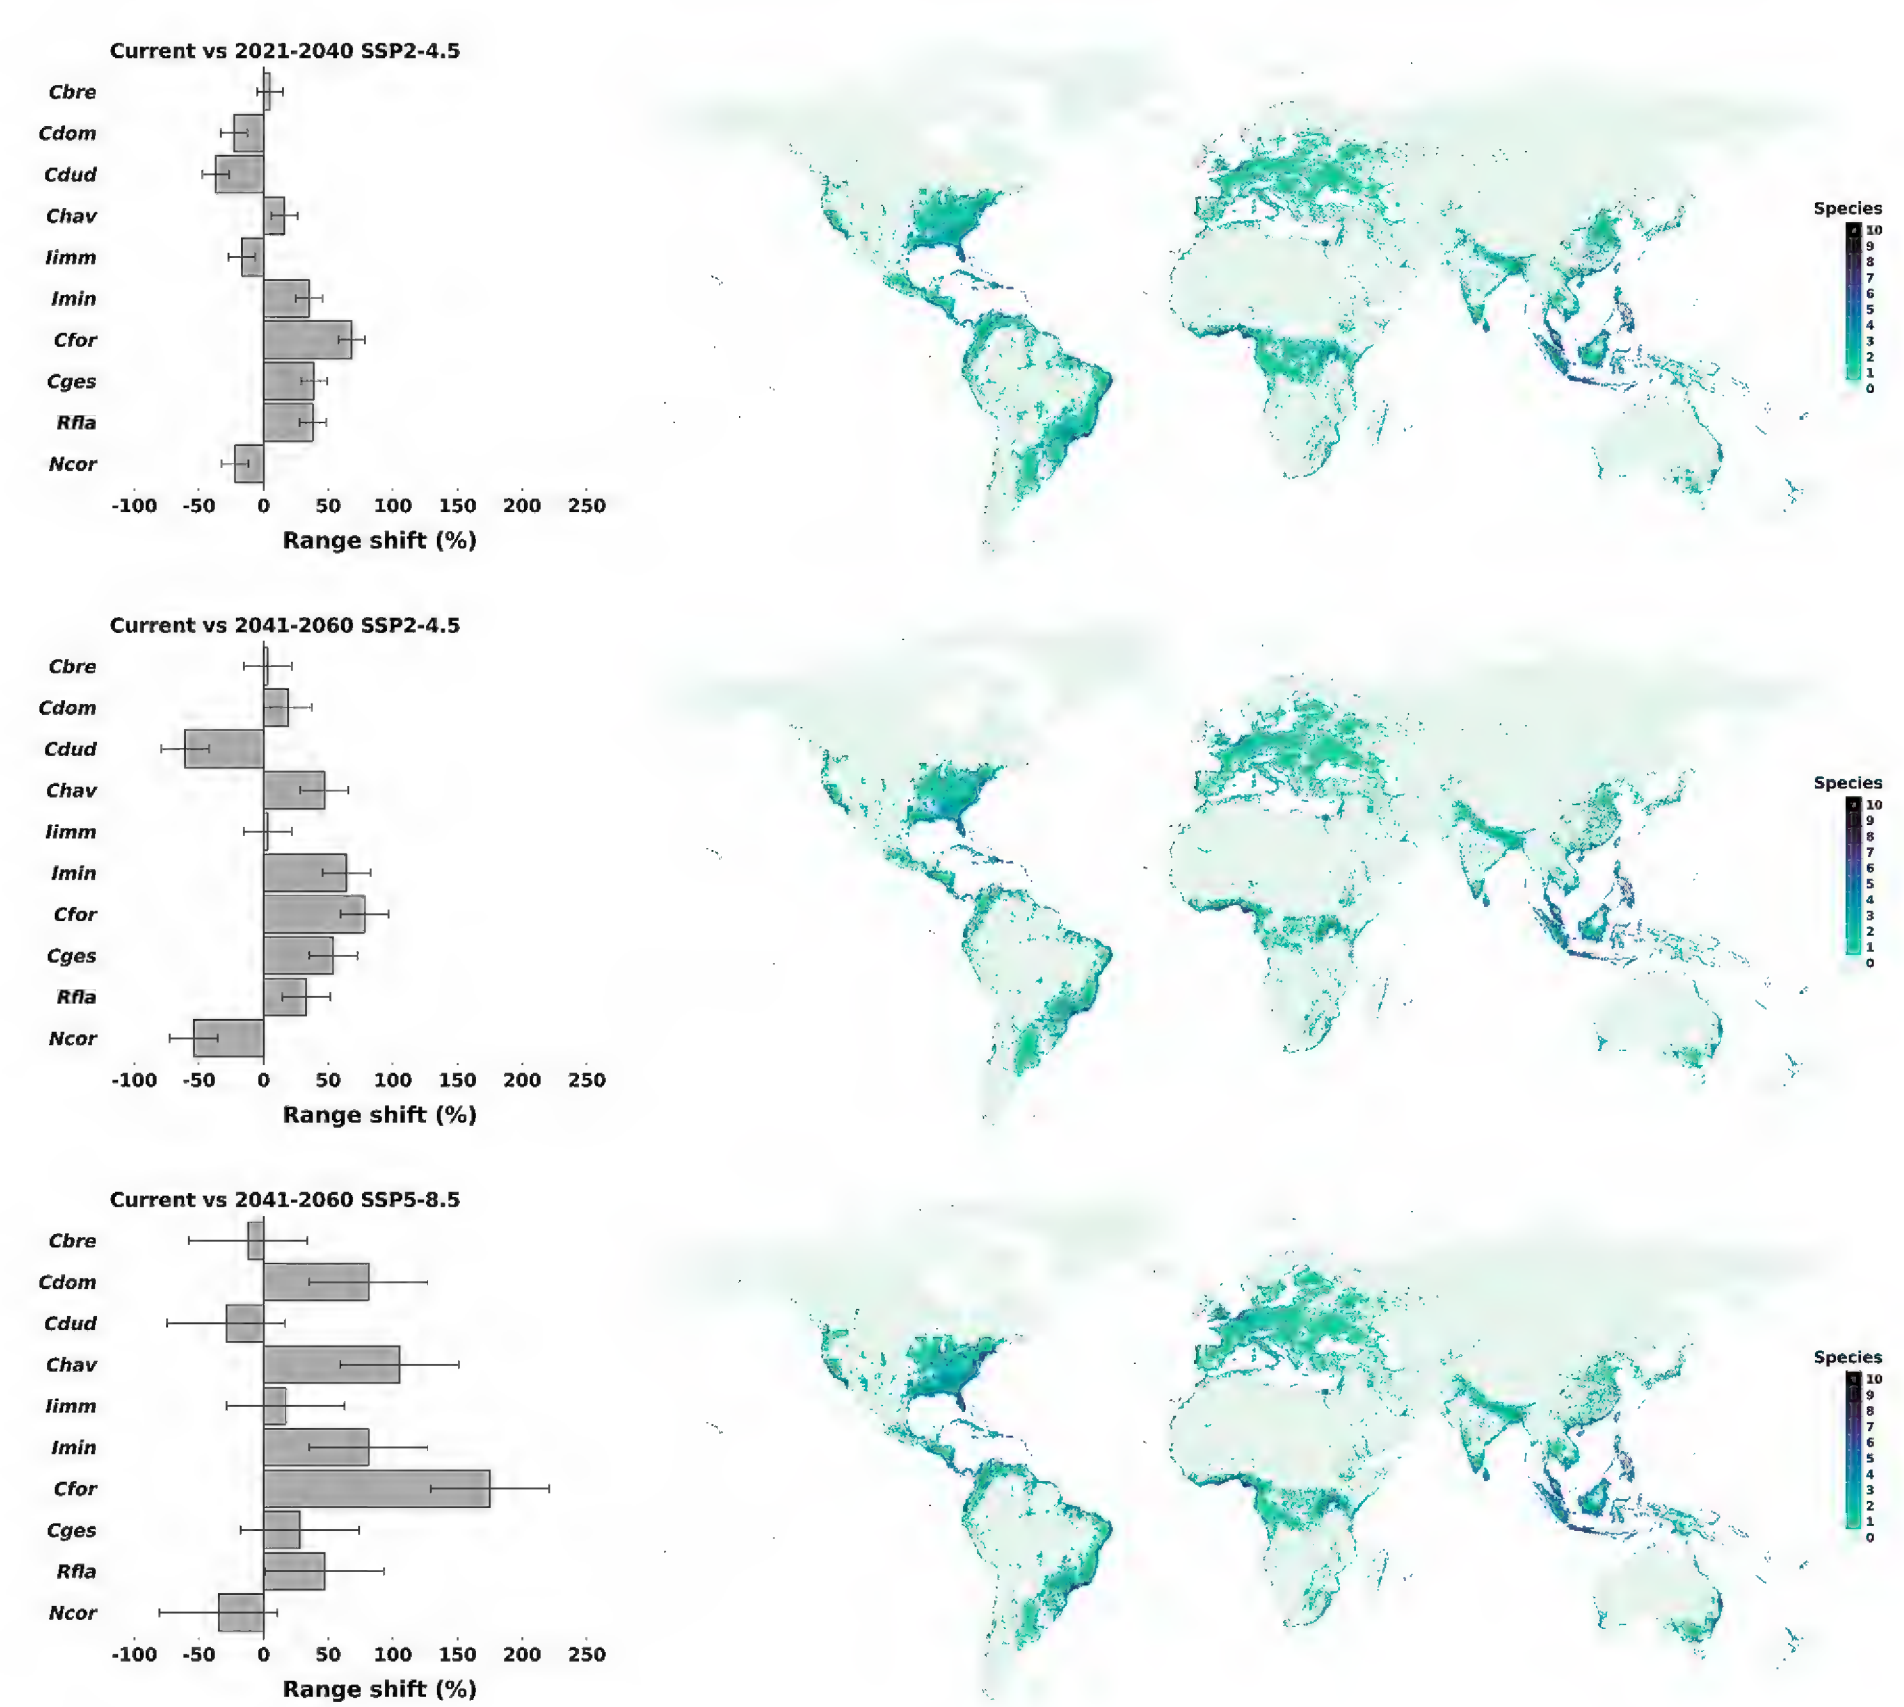 Current vs 2021-2040 SSP2-4.5
Cbre
Cdom
Cdud
Chav
Iimm
Imin
Cfor
Cges
Rfla
Ncor
-100 -50 0 50 100 150 200 250
Range shift (%)
Species
10
9
8
7
6
5
4
3
2
1
0
Current vs 2041-2060 SSP2-4.5
Cbre
Cdom
Cdud
Chav
Iimm
Imin
Cfor
Cges
Rfla
Ncor
-100 -50 0 50 100 150 200 250
Range shift (%)
Species
10
9
8
7
6
5
4
3
2
1
0
Current vs 2041-2060 SSP5-8.5
Cbre
Cdom
Cdud
Chav
Iimm
Imin
Cfor
Cges
Rfla
Ncor
-100 -50 0 50 100 150 200 250
Range shift (%)
Species
10
9
8
7
6
5
4
3
2
1
0